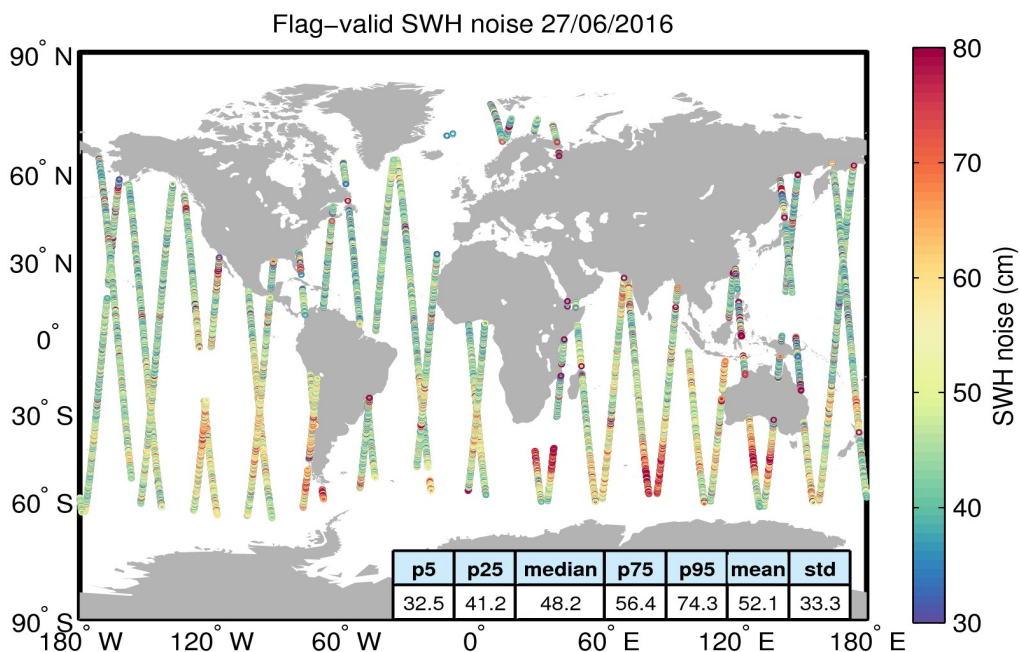 Flag−valid SWH noise 27/06/2016
90° N
60° N
30° N
0°
30° S
60° S
90° S
180° W
120° W
60° W
0°
60° E
120° E
180° E
p5 p25 median p75 p95 mean std
32.5 41.2 48.2 56.4 74.3 52.1 33.3
80
70
60
50
40
30
SWH noise (cm)